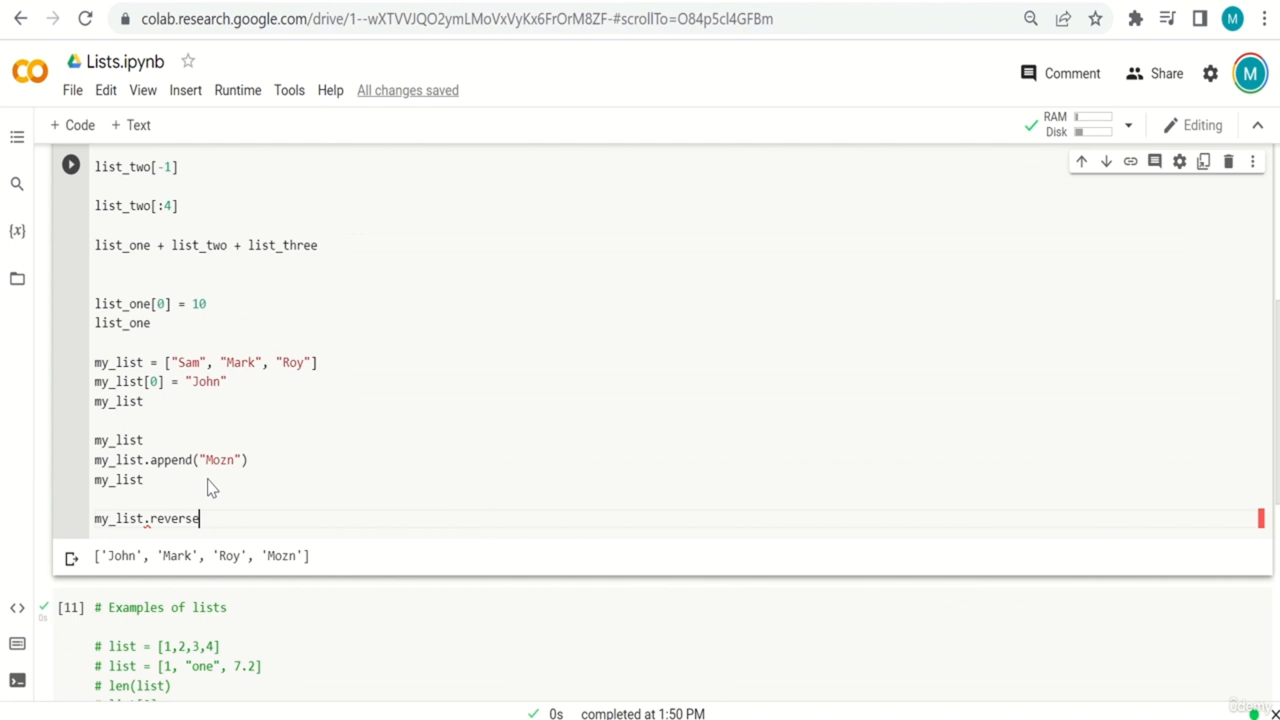 colab.research.google.com/drive/1--wXTVVJQO2ymLMoVxVyKx6FrOrM8ZF-#scrollTo=O84p5cl4GFBm
M
Lists.ipynb
Comment
Share
M
File Edit View Insert Runtime Tools Help All changes saved
+ Code + Text
RAM
Disk
Editing
list_two[-1]
list_two[:4]
list_one + list_two + list_three
list_one[0] = 10
list_one
my_list = ["Sam", "Mark", "Roy"]
my_list[0] = "John"
my_list
my_list
my_list.append("Mozn")
my_list
my_list.reverse
['John', 'Mark', 'Roy', 'Mozn']
0s
[11] # Examples of lists
# list = [1,2,3,4]
# list = [1, "one", 7.2]
# len(list)
0s completed at 1:50 PM
ûdemy